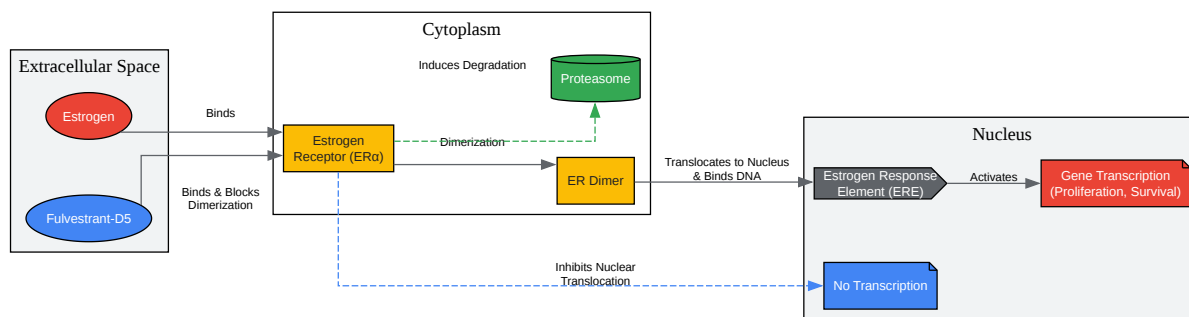 Extracellular Space
Estrogen
Fulvestrant-D5
Binds
Binds & Blocks
Dimerization
Cytoplasm
Induces Degradation
Proteasome
Estrogen
Receptor (ERα)
Dimerization
ER Dimer
Translocates to Nucleus
& Binds DNA
Inhibits Nuclear
Translocation
Nucleus
Estrogen Response
Element (ERE)
Activates
Gene Transcription
(Proliferation, Survival)
No Transcription